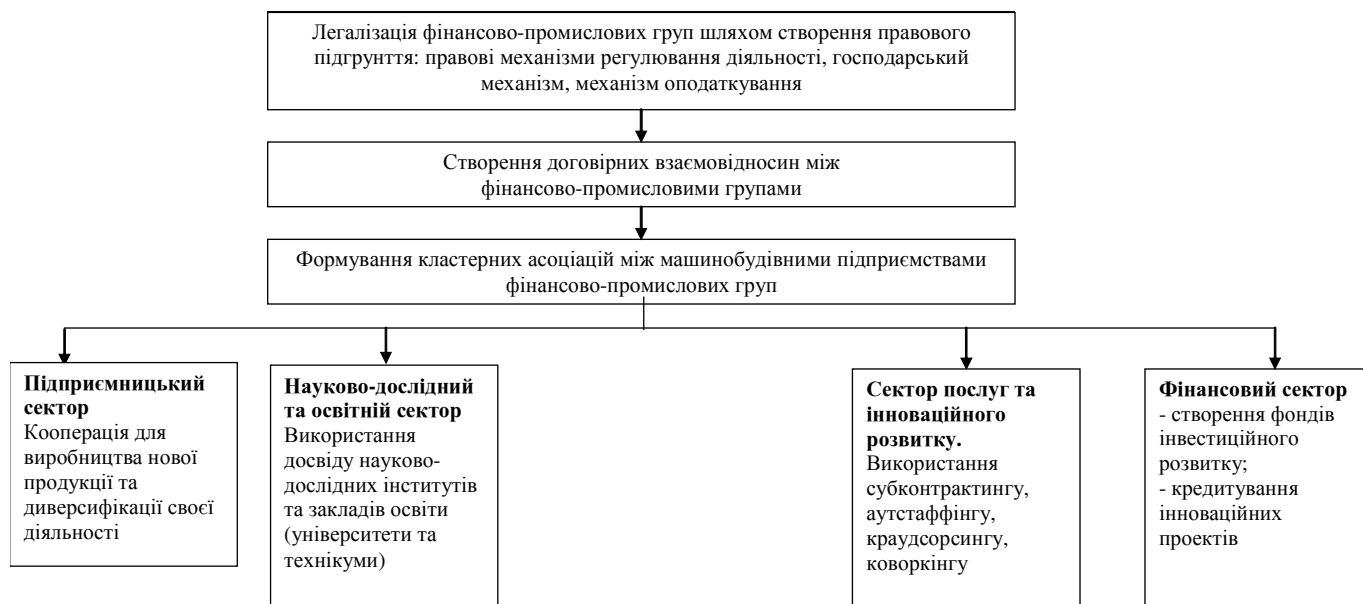 Легалізація фінансово-промислових груп шляхом створення правового
підгрунття: правові механізми регулювання діяльності, господарський
механізм, механізм оподаткування
Створення договірних взаємовідносин між
фінансово-промисловими групами
Формування кластерних асоціацій між машинобудівними підприємствами
фінансово-промислових груп
Підприємницький
сектор
Кооперація для
виробництва нової
продукції та
диверсифікації своєї
діяльності
Науково-дослідний
та освітній сектор
Використання
досвіду науково-
дослідних інститутів
та закладів освіти
(університети та
технікуми)
Сектор послуг та
інноваційного
розвитку.
Використання
субконтрактингу,
аутстаффінгу,
краудсорсингу,
коворкінгу
Фінансовий сектор
- створення фондів
інвестиційного
розвитку;
- кредитування
інноваційних
проектів